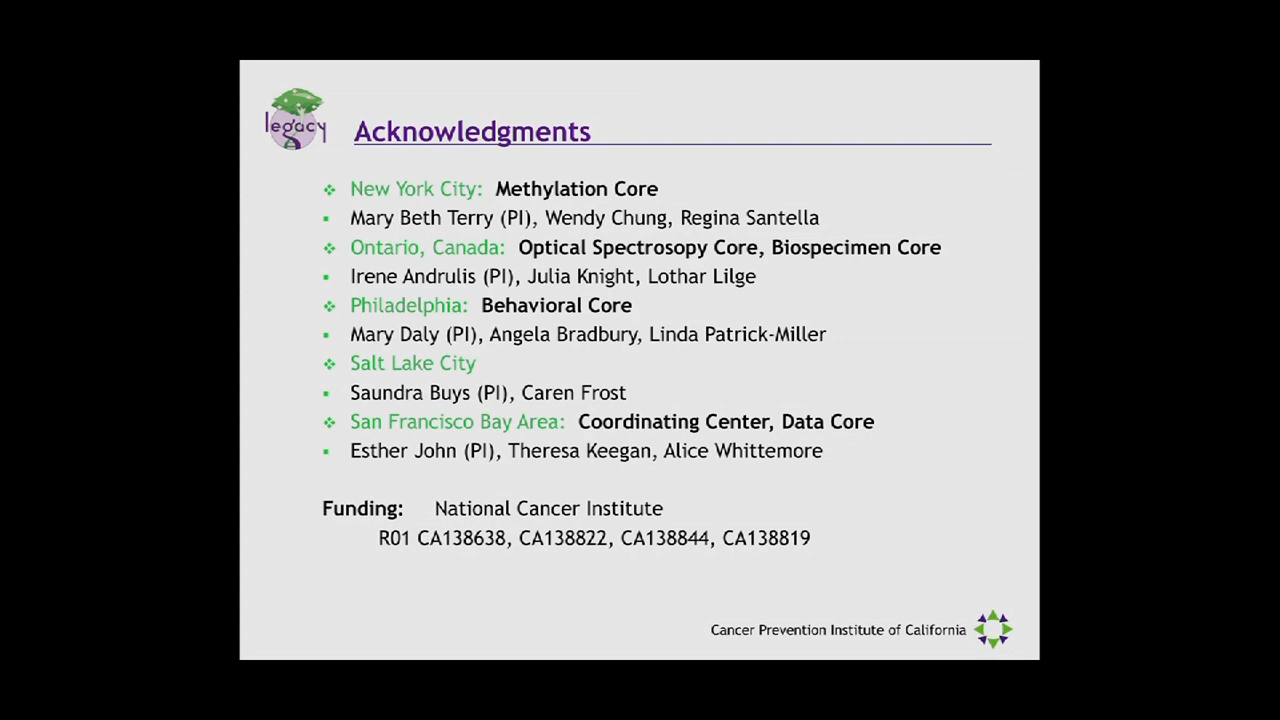 legacy
Acknowledgments
❖ New York City: Methylation Core
▪ Mary Beth Terry (PI), Wendy Chung, Regina Santella
❖ Ontario, Canada: Optical Spectrosopy Core, Biospecimen Core
▪ Irene Andrulis (PI), Julia Knight, Lothar Lilge
❖ Philadelphia: Behavioral Core
▪ Mary Daly (PI), Angela Bradbury, Linda Patrick-Miller
❖ Salt Lake City
▪ Saundra Buys (PI), Caren Frost
❖ San Francisco Bay Area: Coordinating Center, Data Core
▪ Esther John (PI), Theresa Keegan, Alice Whittemore
Funding: National Cancer Institute
R01 CA138638, CA138822, CA138844, CA138819
Cancer Prevention Institute of California